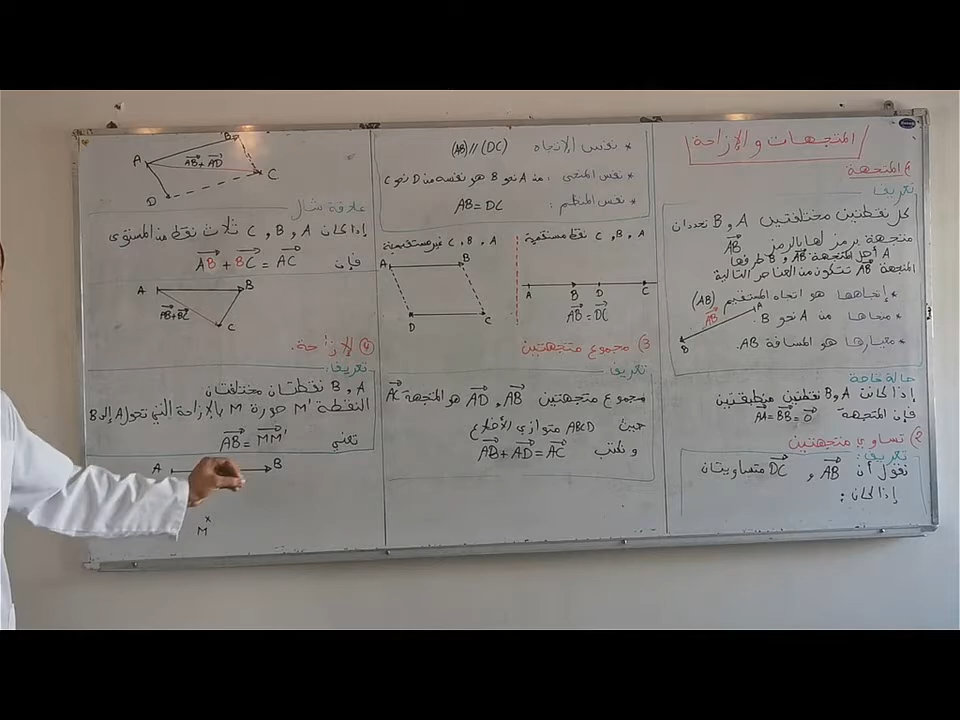 المتجهات والإزاحة
1) المتجهة
تعريف
كل نقطتين مختلفتين A و B تحددان
متجهة يرمز لها بالرمز AB
A أصل المتجهة AB و B طرفها
المتجهة AB تتكون من العناصر التالية
* إتجاهها هو اتجاه المستقيم (AB)
* منحاها من A نحو B.
* معيارها هو المسافة AB.
A
AB
B
حالة خاصة
إذا كانت A و B نقطتين منطبقتين
فإن المتجهة AA = BB = 0
2) تساوي متجهتين
تعريف:
نقول أن AB و DC متساويتان
إذا كان:
* نفس الإتجاه (AB) // (DC)
* نفس المنحى: من A نحو B هو نفسه من D نحو C
* نفس المنظم: AB = DC
A ، B ، C نقط مستقيمية
A B D C
AB = DC
A ، B ، C غير مستقيمية
A B
D C
3) مجموع متجهتين
تعريف
مجموع متجهتين AB و AD هو المتجهة AC
حيث ABCD متوازي الأضلاع
و نكتب AB + AD = AC
B
A
AB + AD
C
D
علاقة شال
إذا كان A و B و C ثلاث نقط من المستوى
فإن AB + BC = AC
A B
AB + BC
C
4) الإزاحة.
تعريف:
A و B نقطتان مختلفتان
النقطة M' صورة M بالإزاحة التي تحول A إلى B
تعني AB = MM'
A B
M